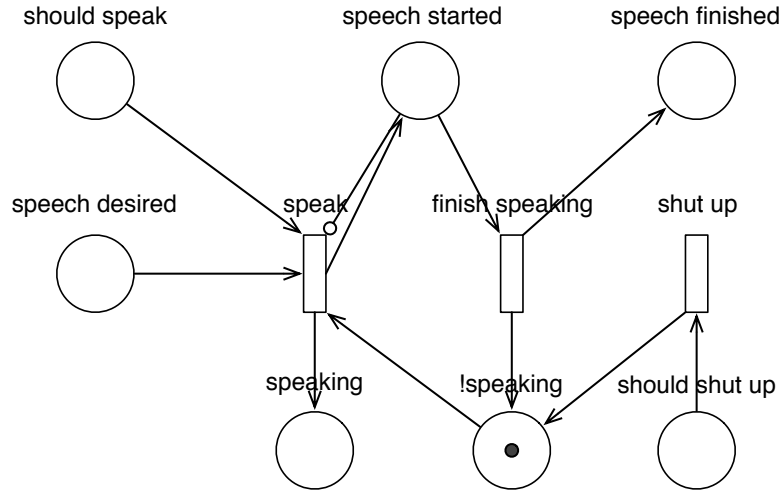 should speak
speech started
speech finished
speech desired
speak
finish speaking
shut up
speaking
!speaking
should shut up